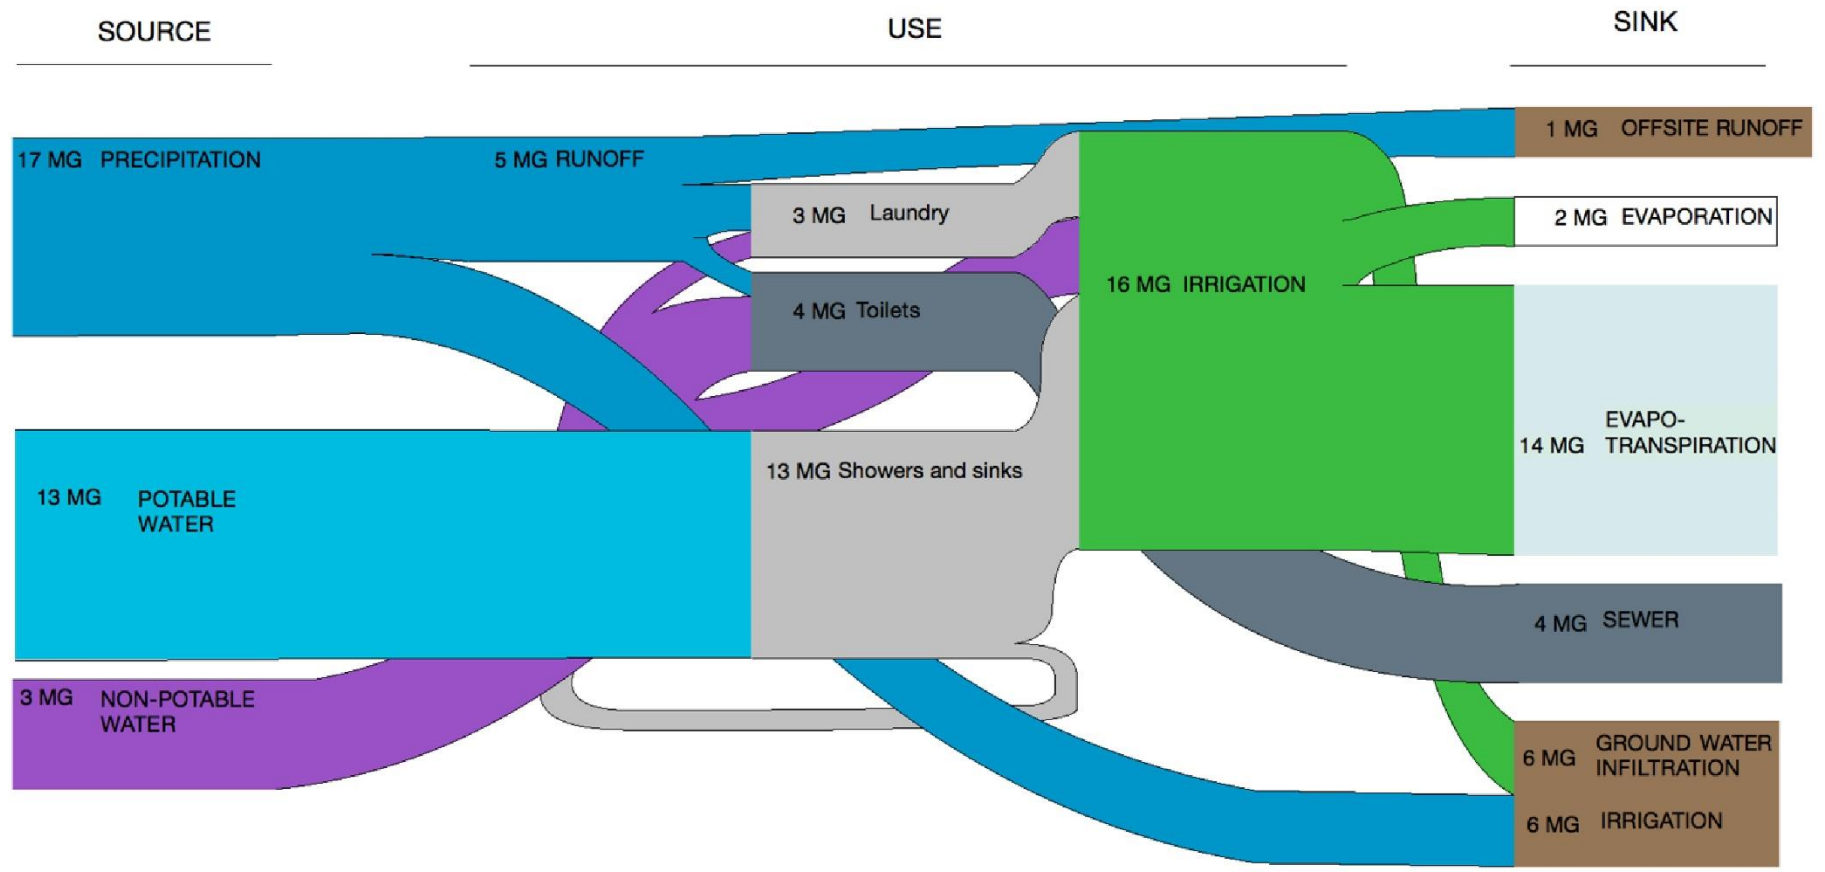 SOURCE
USE
SINK
17 MG PRECIPITATION
5 MG RUNOFF
1 MG OFFSITE RUNOFF
3 MG Laundry
2 MG EVAPORATION
4 MG Toilets
16 MG IRRIGATION
14 MG EVAPO-
TRANSPIRATION
13 MG POTABLE
WATER
13 MG Showers and sinks
4 MG SEWER
3 MG NON-POTABLE
WATER
6 MG GROUND WATER
INFILTRATION
6 MG IRRIGATION